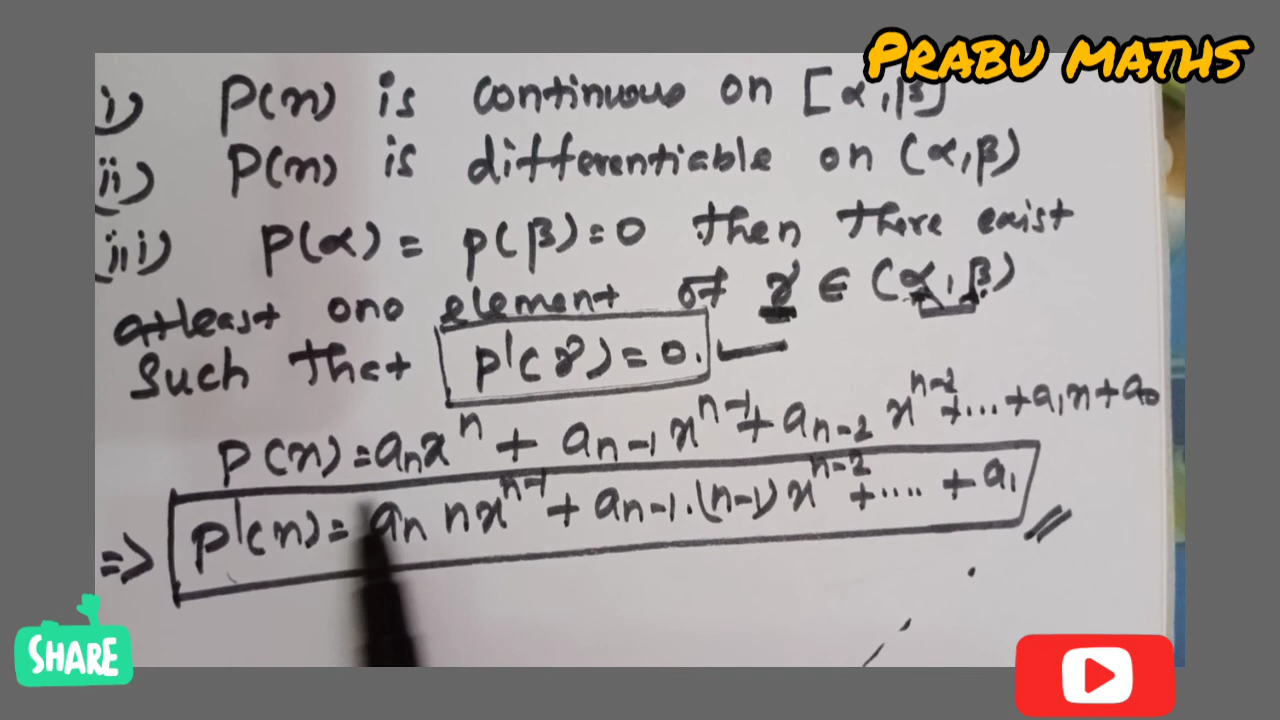 PRABU MATHS
i) P(x) is continuous on [α,β]
(ii) P(x) is differentiable on (α,β)
(iii) P(α) = P(β) = 0 then there exist
atleast one element of γ ∈ (α,β)
Such that P'(γ) = 0.
P(x) = aₙxⁿ + aₙ₋₁xⁿ⁻¹ + aₙ₋₂ xⁿ⁻² + ... + a₁x + a₀
=> P'(x) = aₙ nxⁿ⁻¹ + aₙ₋₁.(n-1)xⁿ⁻² + .... + a₁
SHARE